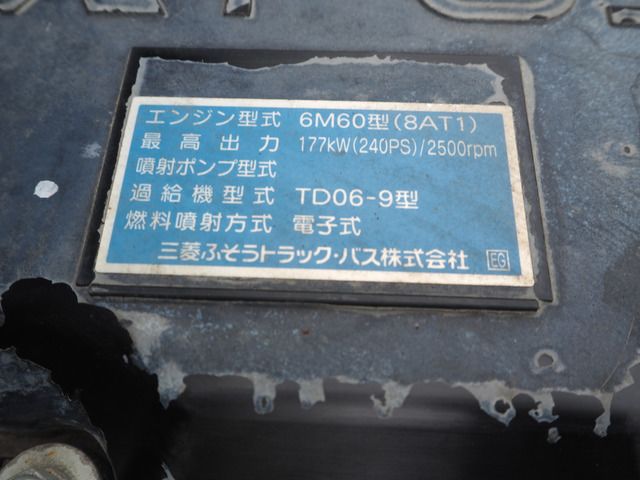 エンジン型式 6M60型(8AT1)
最高出力 177kW(240PS)/2500rpm
噴射ポンプ型式
過給機型式 TD06-9型
燃料噴射方式 電子式
三菱ふそうトラック・バス株式会社 EG